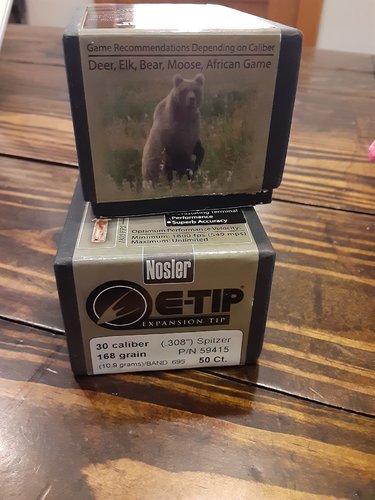 Game Recommendations Depending on Caliber
Deer, Elk, Bear, Moose, African Game
Terminal
Performance
• Superb Accuracy
Optimum Performance Velocity:
Minimum: 1800 fps (549 mps)
Maximum: Unlimited
Nosler
E-TIP
EXPANSION TIP
30 caliber (.308") Spitzer
168 grain P/N 59415
(10.9 grams)/BAND .695 50 Ct.